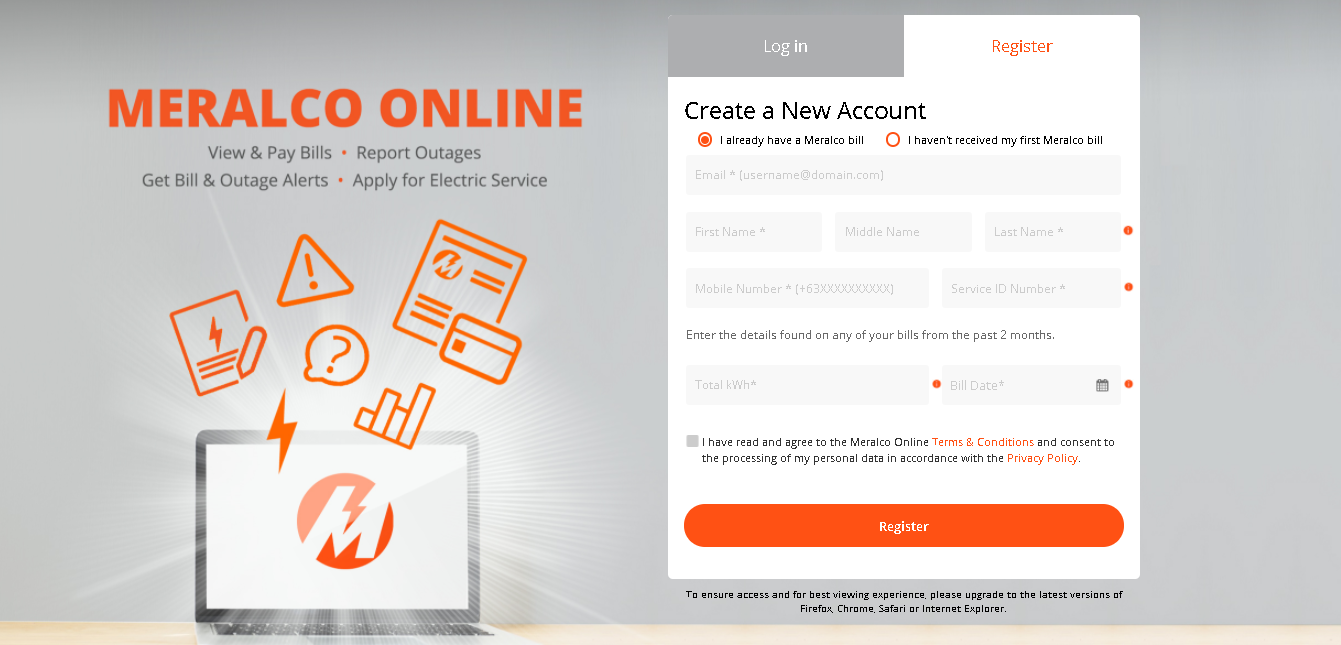 Log in
Register
MERALCO ONLINE
View & Pay Bills • Report Outages
Get Bill & Outage Alerts • Apply for Electric Service
Create a New Account
I already have a Meralco bill
I haven't received my first Meralco bill
Email * (username@domain.com)
First Name *
Middle Name
Last Name *
Mobile Number * (+63XXXXXXXXXX)
Service ID Number *
Enter the details found on any of your bills from the past 2 months.
Total kWh*
Bill Date*
I have read and agree to the Meralco Online Terms & Conditions and consent to
the processing of my personal data in accordance with the Privacy Policy.
Register
To ensure access and for best viewing experience, please upgrade to the latest versions of
Firefox, Chrome, Safari or Internet Explorer.